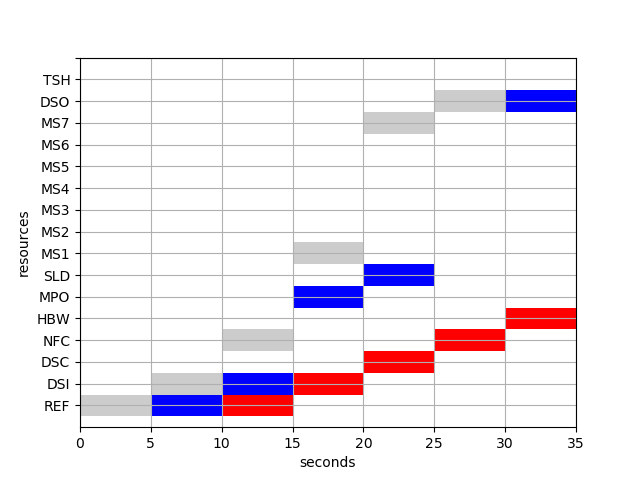 TSH
DSO
MS7
MS6
MS5
MS4
MS3
MS2
MS1
SLD
MPO
HBW
NFC
DSC
DSI
REF
resources
0 5 10 15 20 25 30 35
seconds